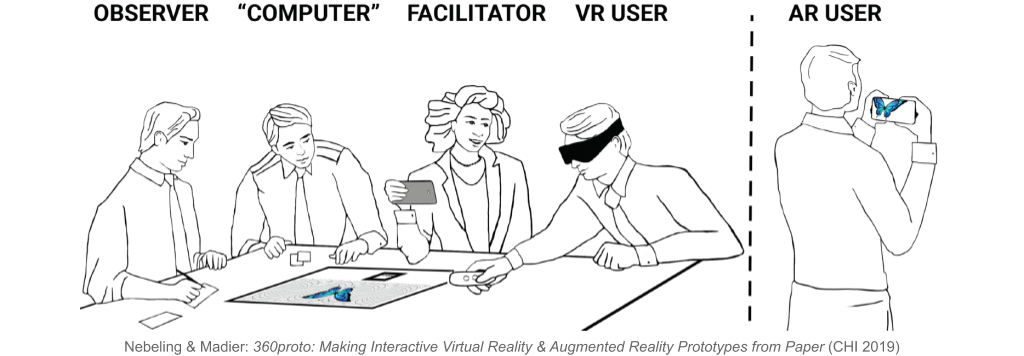 OBSERVER “COMPUTER” FACILITATOR VR USER AR USER
Nebeling & Madier: 360proto: Making Interactive Virtual Reality & Augmented Reality Prototypes from Paper (CHI 2019)